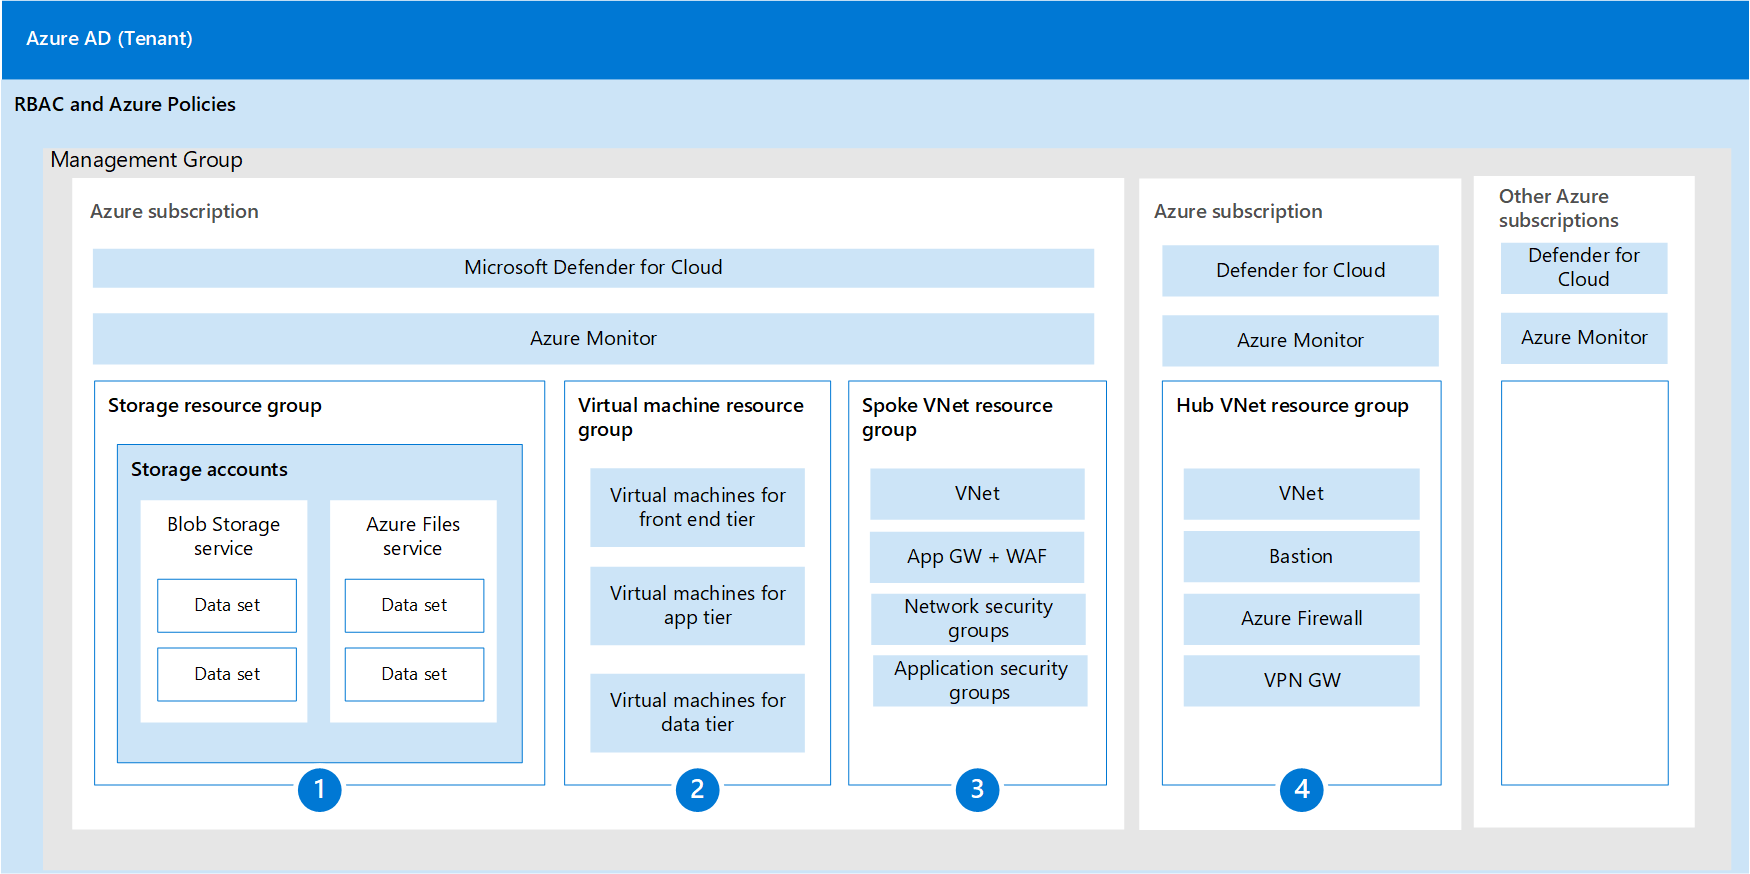 Azure AD (Tenant)
RBAC and Azure Policies
Management Group
Azure subscription
Microsoft Defender for Cloud
Azure Monitor
Storage resource group
Storage accounts
Blob Storage
service
Data set
Data set
Azure Files
service
Data set
Data set
1
Virtual machine resource
group
Virtual machines for
front end tier
Virtual machines for
app tier
Virtual machines for
data tier
2
Spoke VNet resource
group
VNet
App GW + WAF
Network security
groups
Application security
groups
3
Azure subscription
Defender for Cloud
Azure Monitor
Hub VNet resource group
VNet
Bastion
Azure Firewall
VPN GW
4
Other Azure
subscriptions
Defender for
Cloud
Azure Monitor